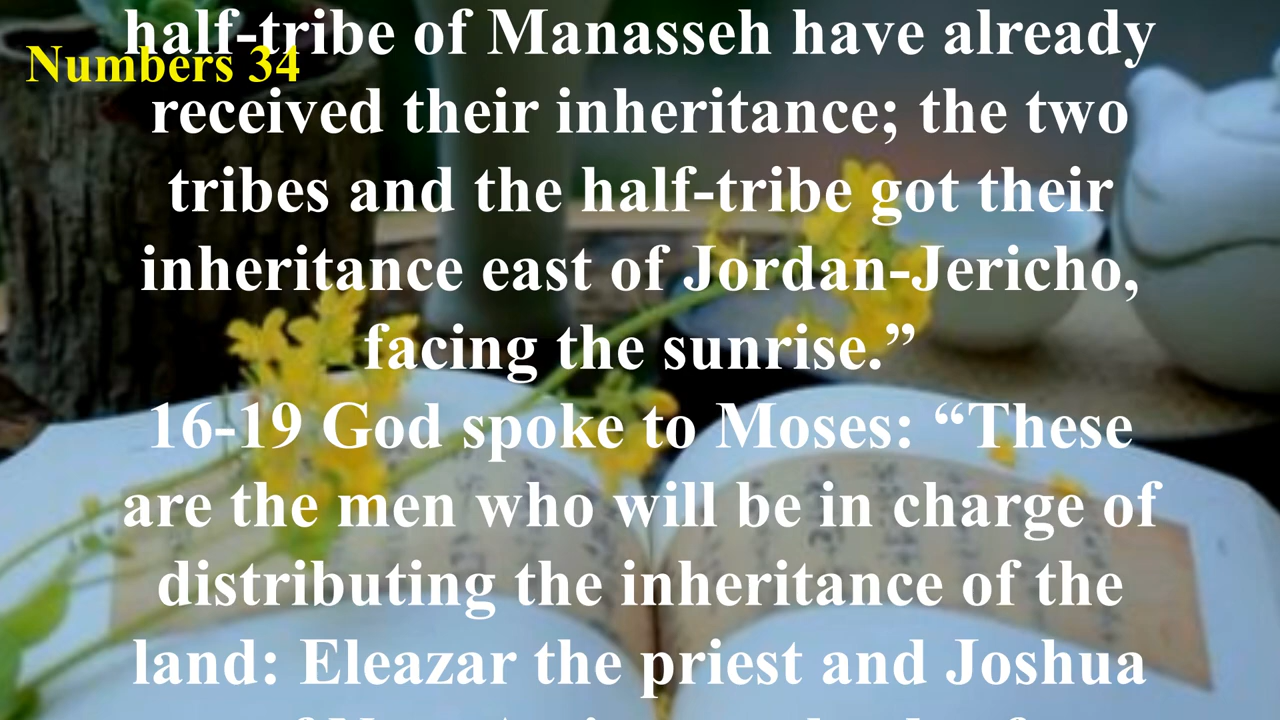 half-tribe of Manasseh have already
Numbers 34
received their inheritance; the two
tribes and the half-tribe got their
inheritance east of Jordan-Jericho,
facing the sunrise.”
16-19 God spoke to Moses: “These
are the men who will be in charge of
distributing the inheritance of the
land: Eleazar the priest and Joshua